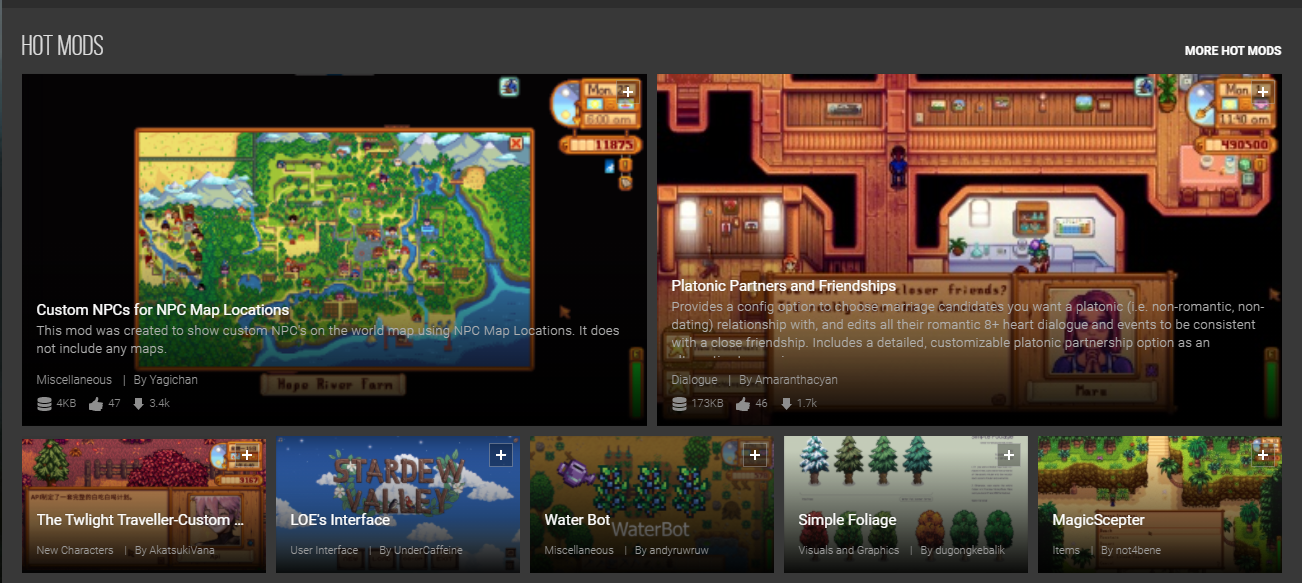 HOT MODS
MORE HOT MODS
Mon.
6:00 am
11875
Custom NPCs for NPC Map Locations
This mod was created to show custom NPC's on the world map using NPC Map Locations. It does
not include any maps.
Hope River Farm
Miscellaneous | By Yagichan
4KB 47 3.4k
Mon
11:40 am
490500
closer friends?
Platonic Partners and Friendships
Provides a config option to choose marriage candidates you want a platonic (i.e. non-romantic, non-
dating) relationship with, and edits all their romantic 8+ heart dialogue and events to be consistent
with a close friendship. Includes a detailed, customizable platonic partnership option as an
Maru
Dialogue | By Amaranthacyan
173KB 46 1.7k
The Twlight Traveller-Custom ...
New Characters | By AkatsukiVana
STARDEW
VALLEY
LOE's Interface
User Interface | By UnderCaffeine
Water Bot
WaterBot
Miscellaneous | By andyruwruw
Simple Foliage
Visuals and Graphics | By dugongkebalik
MagicScepter
Items | By not4bene